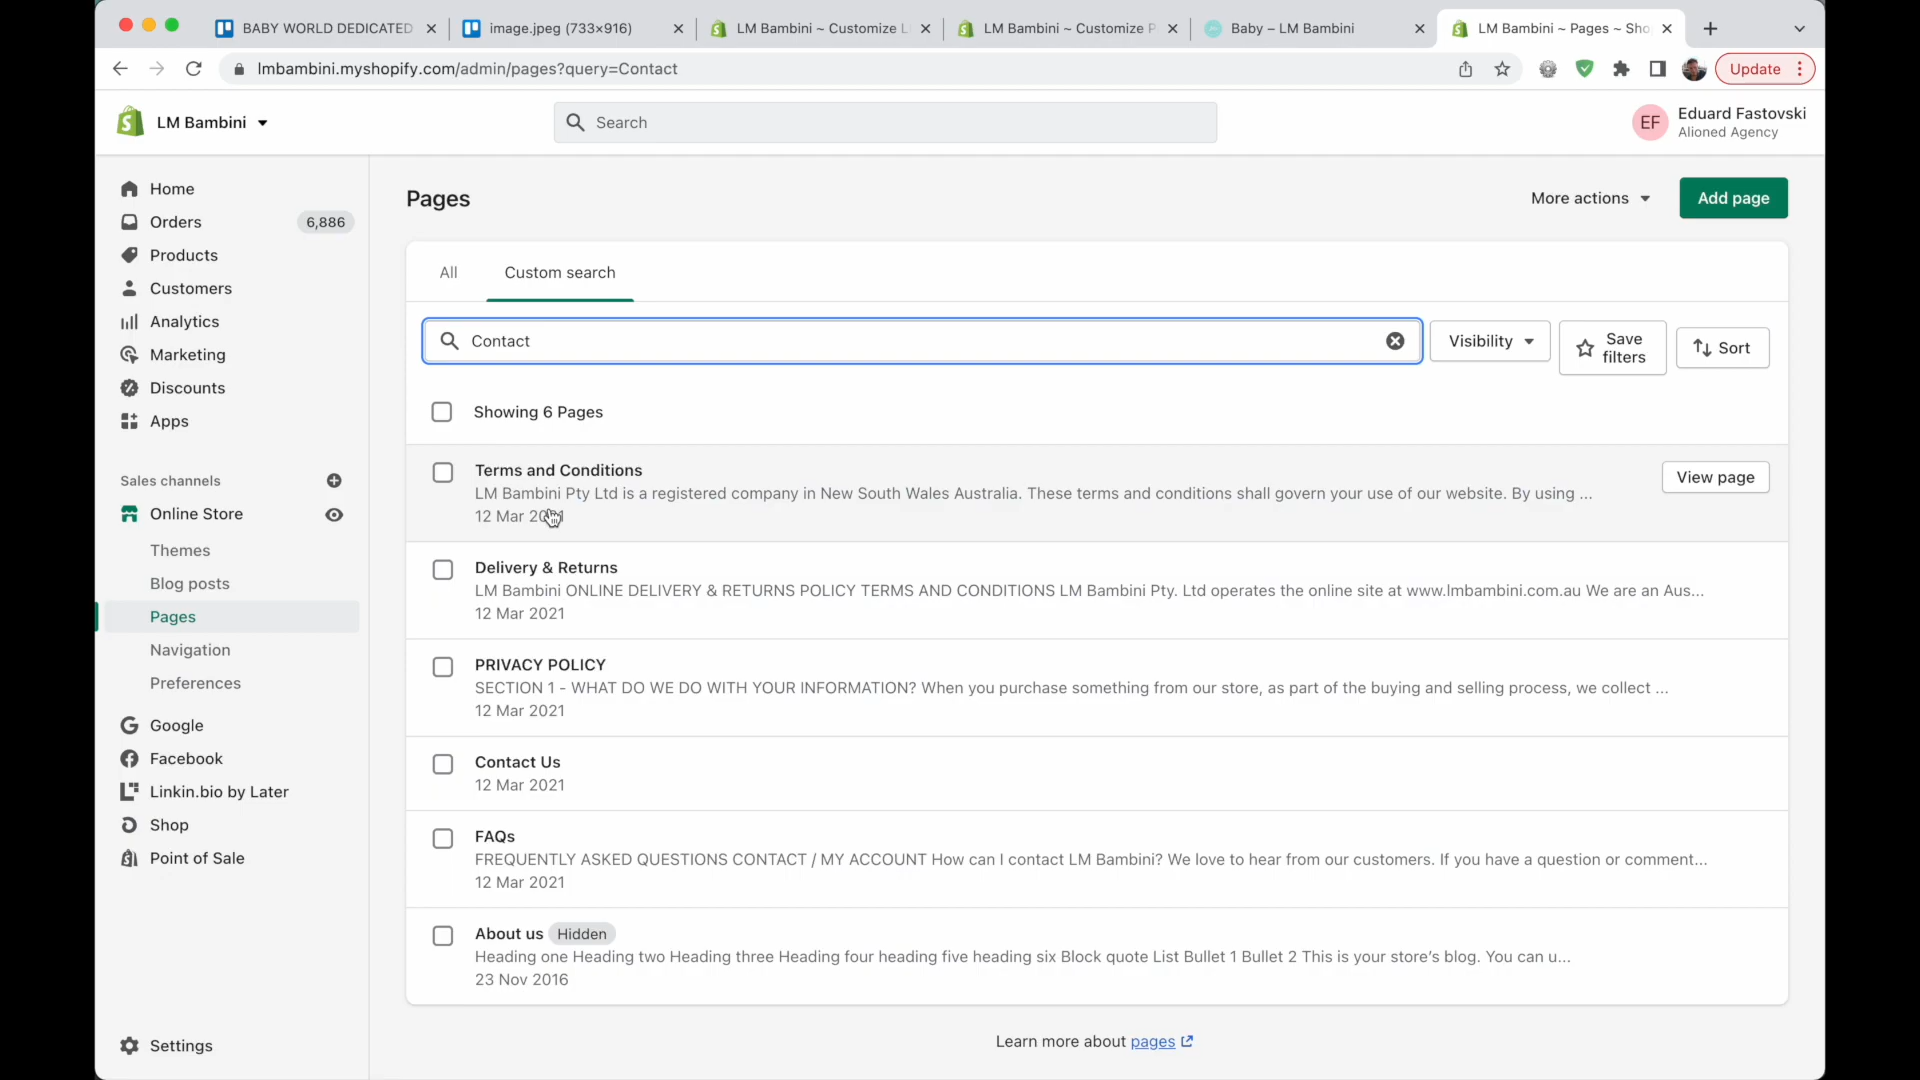 BABY WORLD DEDICATED
image.jpeg (733×916)
LM Bambini ~ Customize L
LM Bambini ~ Customize P
Baby – LM Bambini
LM Bambini ~ Pages ~ Sho
lmbambini.myshopify.com/admin/pages?query=Contact
Update
LM Bambini
Search
EF
Eduard Fastovski
Alioned Agency
Home
Orders
6,886
Products
Customers
Analytics
Marketing
Discounts
Apps
Sales channels
Online Store
Themes
Blog posts
Pages
Navigation
Preferences
Google
Facebook
Linkin.bio by Later
Shop
Point of Sale
Settings
Pages
More actions
Add page
All
Custom search
Contact
Visibility
Save
filters
Sort
Showing 6 Pages
Terms and Conditions
LM Bambini Pty Ltd is a registered company in New South Wales Australia. These terms and conditions shall govern your use of our website. By using ...
12 Mar 2021
View page
Delivery & Returns
LM Bambini ONLINE DELIVERY & RETURNS POLICY TERMS AND CONDITIONS LM Bambini Pty. Ltd operates the online site at www.lmbambini.com.au We are an Aus...
12 Mar 2021
PRIVACY POLICY
SECTION 1 - WHAT DO WE DO WITH YOUR INFORMATION? When you purchase something from our store, as part of the buying and selling process, we collect ...
12 Mar 2021
Contact Us
12 Mar 2021
FAQs
FREQUENTLY ASKED QUESTIONS CONTACT / MY ACCOUNT How can I contact LM Bambini? We love to hear from our customers. If you have a question or comment...
12 Mar 2021
About us Hidden
Heading one Heading two Heading three Heading four heading five heading six Block quote List Bullet 1 Bullet 2 This is your store's blog. You can u...
23 Nov 2016
Learn more about pages